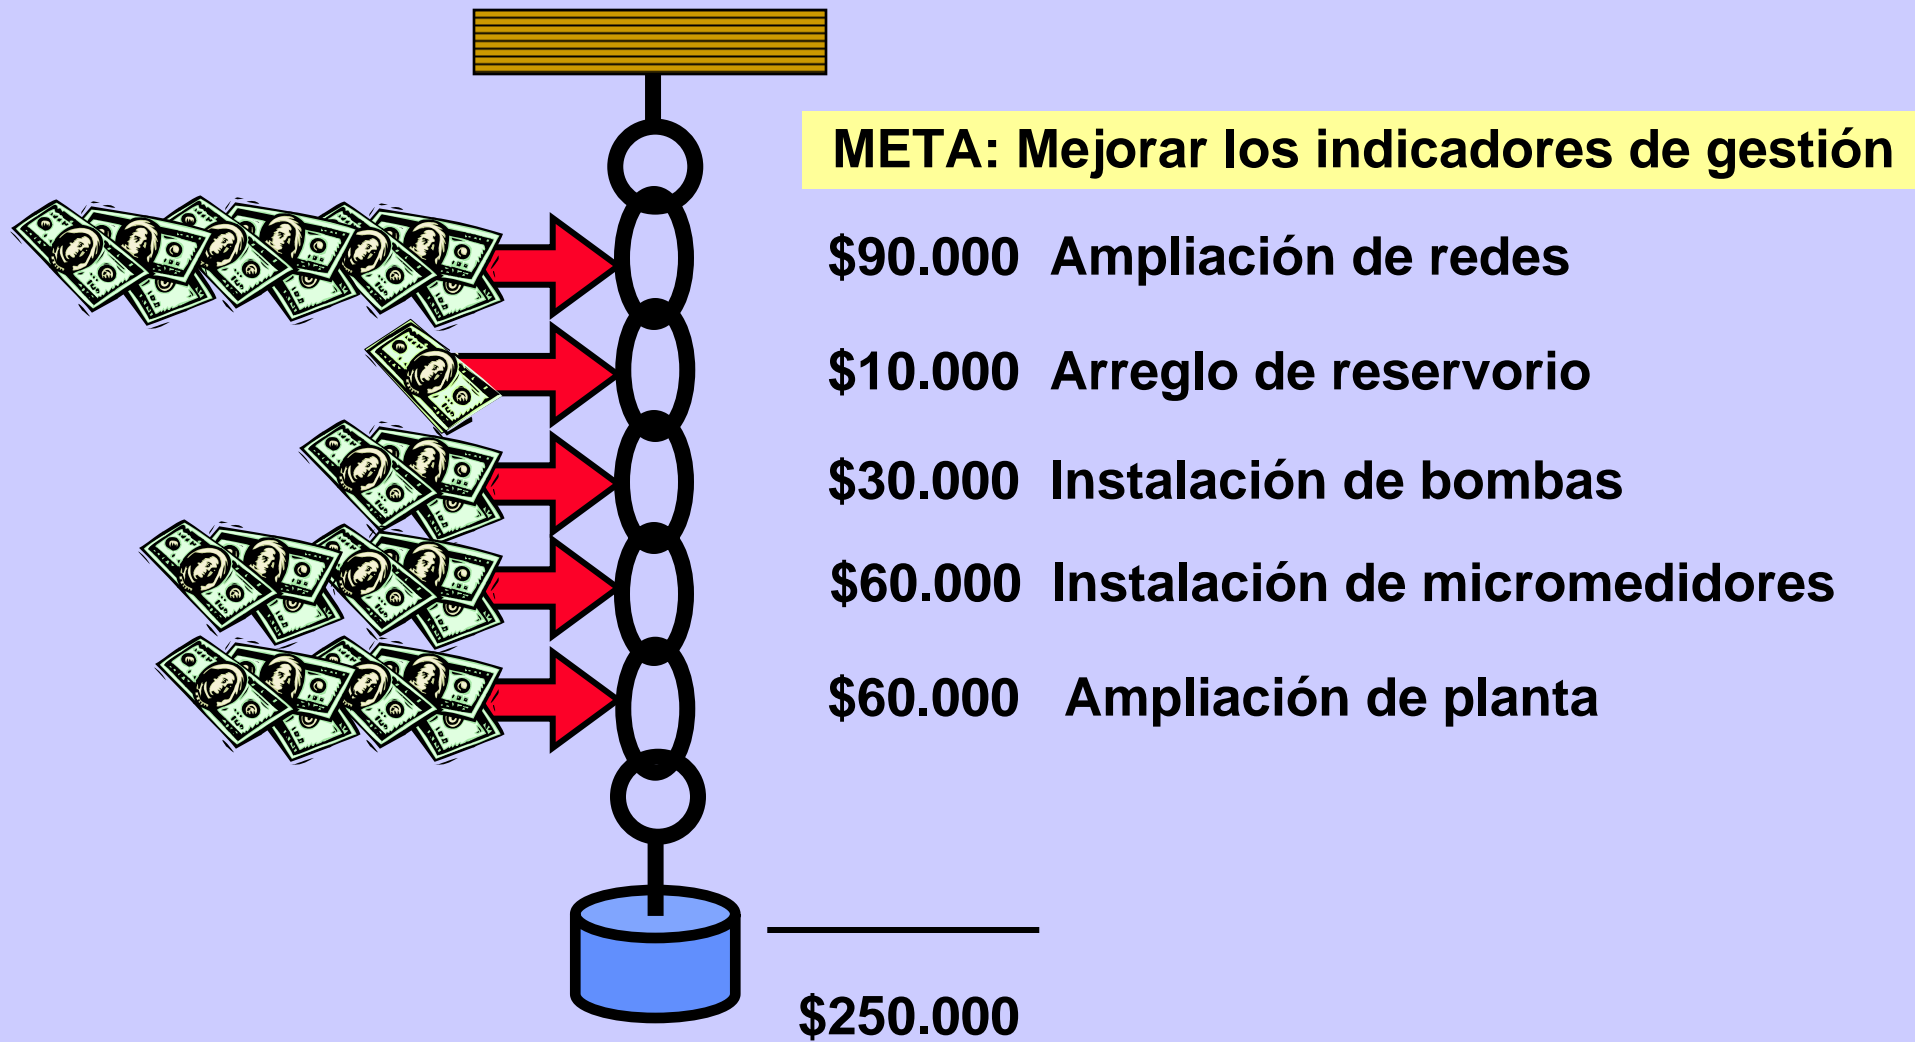 META: Mejorar los indicadores de gestión
$90.000 Ampliación de redes
$10.000 Arreglo de reservorio
$30.000 Instalación de bombas
$60.000 Instalación de micromedidores
$60.000 Ampliación de planta
$250.000